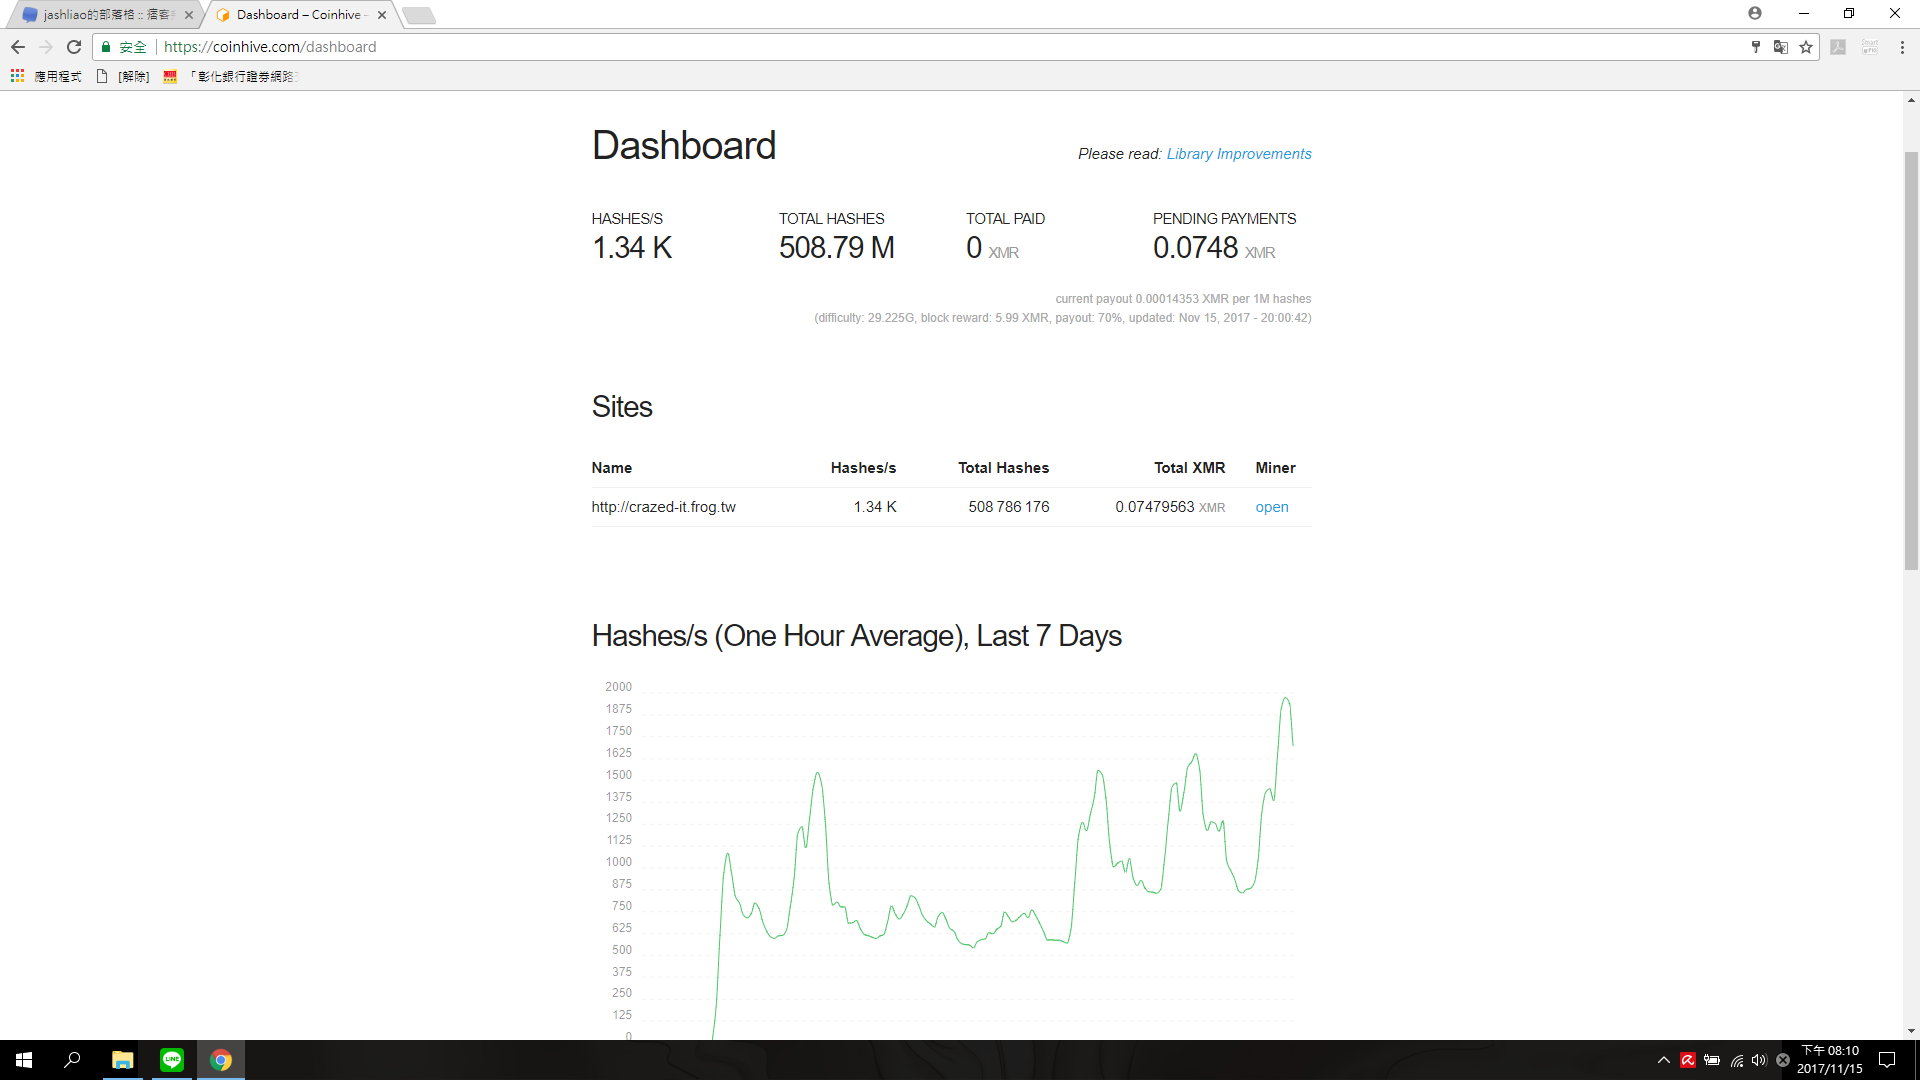 jashliao的部落格 :: 痞客
Dashboard – Coinhive -
安全 https://coinhive.com/dashboard
應用程式 [解除] 「彰化銀行證券網路
Dashboard
Please read: Library Improvements
HASHES/S TOTAL HASHES TOTAL PAID PENDING PAYMENTS
1.34 K 508.79 M 0 XMR 0.0748 XMR
current payout 0.00014353 XMR per 1M hashes
(difficulty: 29.225G, block reward: 5.99 XMR, payout: 70%, updated: Nov 15, 2017 - 20:00:42)
Sites
Name Hashes/s Total Hashes Total XMR Miner
http://crazed-it.frog.tw 1.34 K 508 786 176 0.07479563 XMR open
Hashes/s (One Hour Average), Last 7 Days
2000
1875
1750
1625
1500
1375
1250
1125
1000
875
750
625
500
375
250
125
0
LINE
下午 08:10
2017/11/15